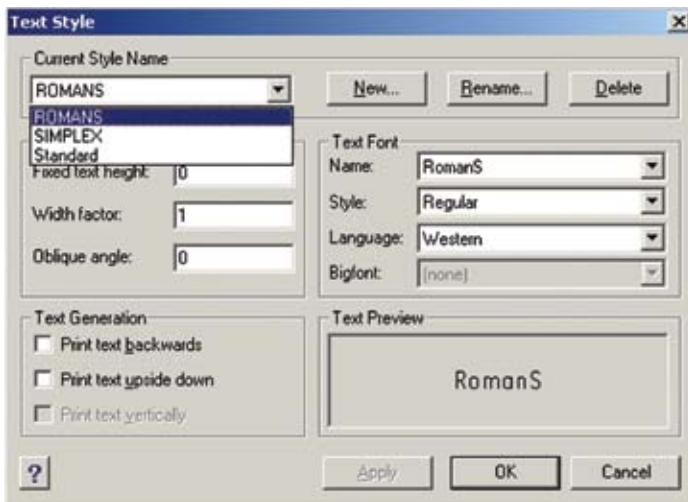 Text Style
Current Style Name
ROMANS
New...
Rename...
Delete
ROMANS
SIMPLEX
Standard
Fixed text height: 0
Width factor: 1
Oblique angle: 0
Text Font
Name: RomanS
Style: Regular
Language: Western
Bigfont: (none)
Text Generation
Print text backwards
Print text upside down
Print text vertically
Text Preview
RomanS
?
Apply
OK
Cancel